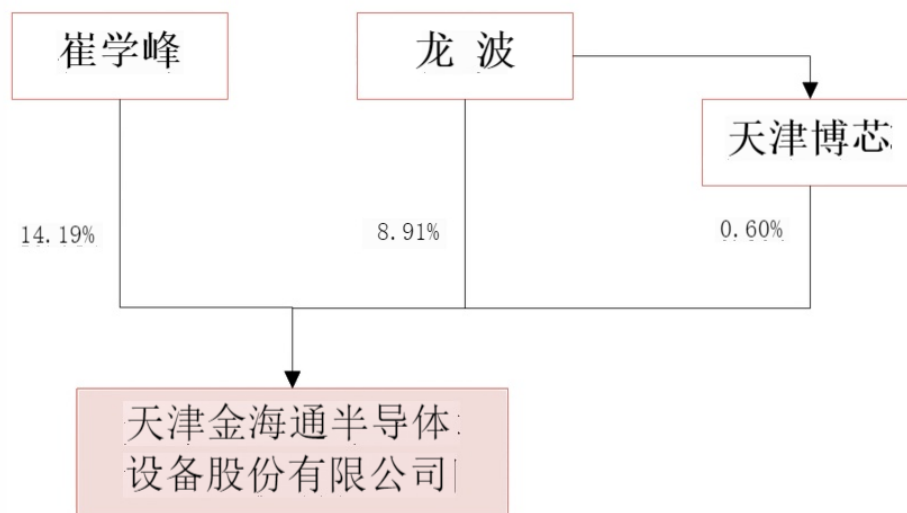 崔学峰
龙 波
天津博芯
14.19%
8.91%
0.60%
天津金海通半导体
设备股份有限公司